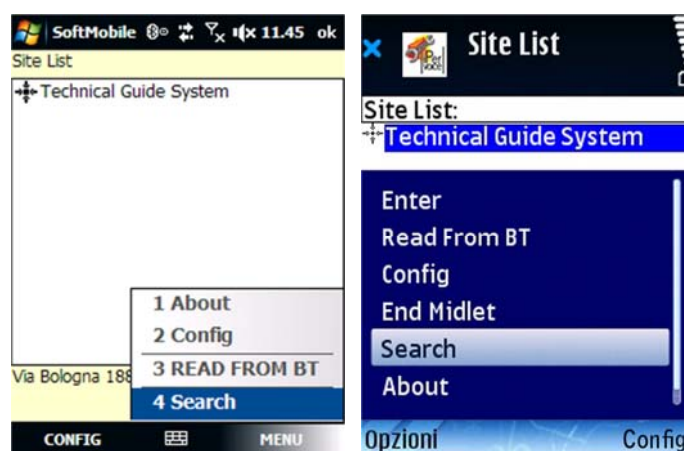 SoftMobile 11.45 ok
Site List
Technical Guide System
1 About
2 Config
3 READ FROM BT
4 Search
Via Bologna 188
CONFIG MENU
Site List
Site List:
Technical Guide System
Enter
Read From BT
Config
End Midlet
Search
About
Opzioni Config